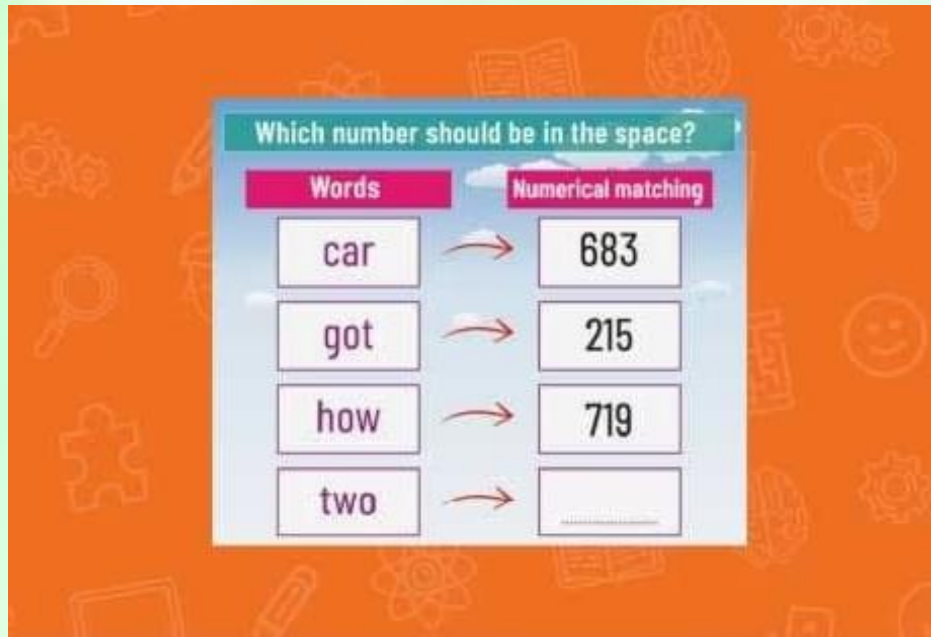 Which number should be in the space?
Words Numerical matching
car 683
got 215
how 719
two ............